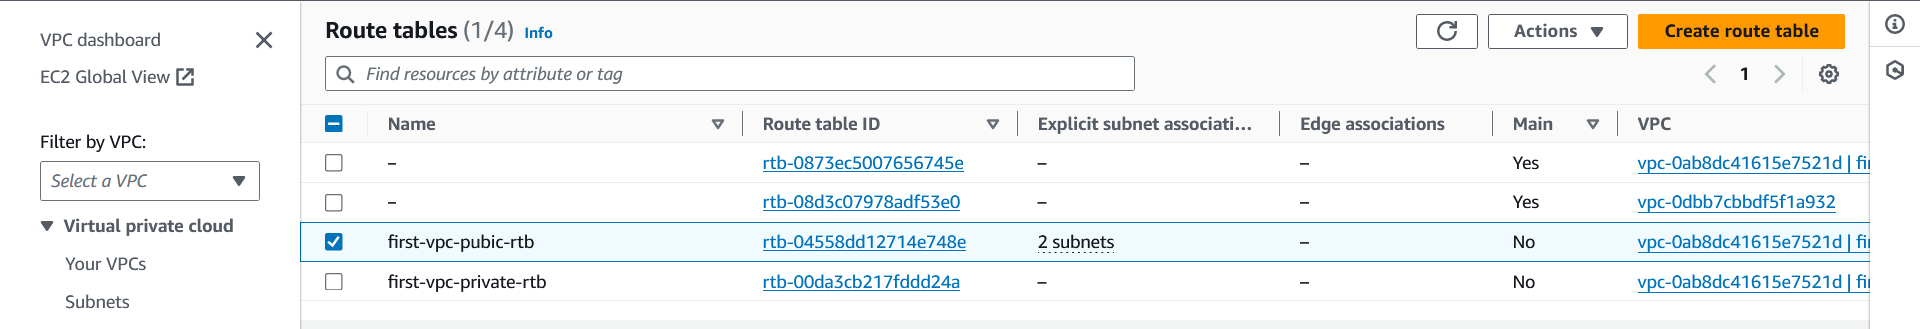 VPC dashboard
EC2 Global View
Filter by VPC:
Select a VPC
Virtual private cloud
Your VPCs
Subnets
Route tables (1/4) Info
Actions
Create route table
Find resources by attribute or tag
1
Name Route table ID Explicit subnet associati... Edge associations Main VPC
– rtb-0873ec5007656745e – – Yes vpc-0ab8dc41615e7521d | fi
– rtb-08d3c07978adf53e0 – – Yes vpc-0dbb7cbbdf5f1a932
first-vpc-pubic-rtb rtb-04558dd12714e748e 2 subnets – No vpc-0ab8dc41615e7521d | fi
first-vpc-private-rtb rtb-00da3cb217fddd24a – – No vpc-0ab8dc41615e7521d | fi